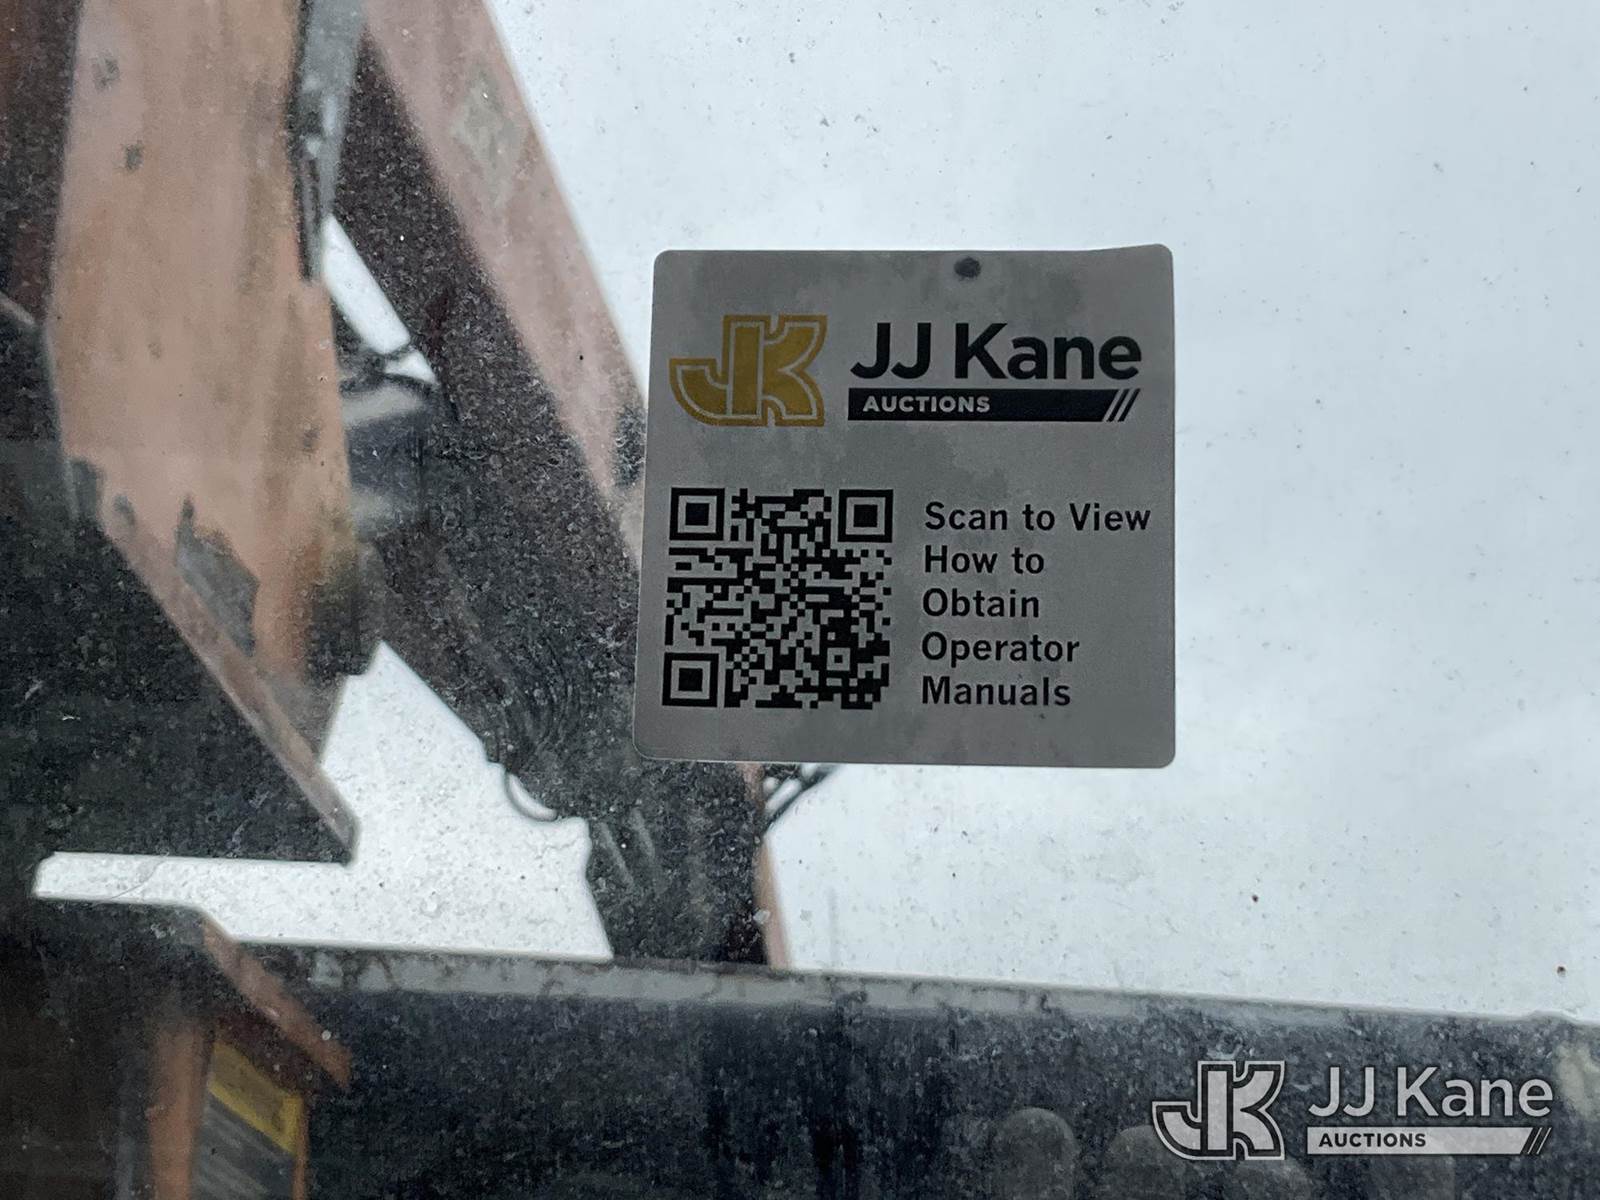 JK JJ Kane
AUCTIONS
Scan to View
How to
Obtain
Operator
Manuals
JK JJ Kane
AUCTIONS